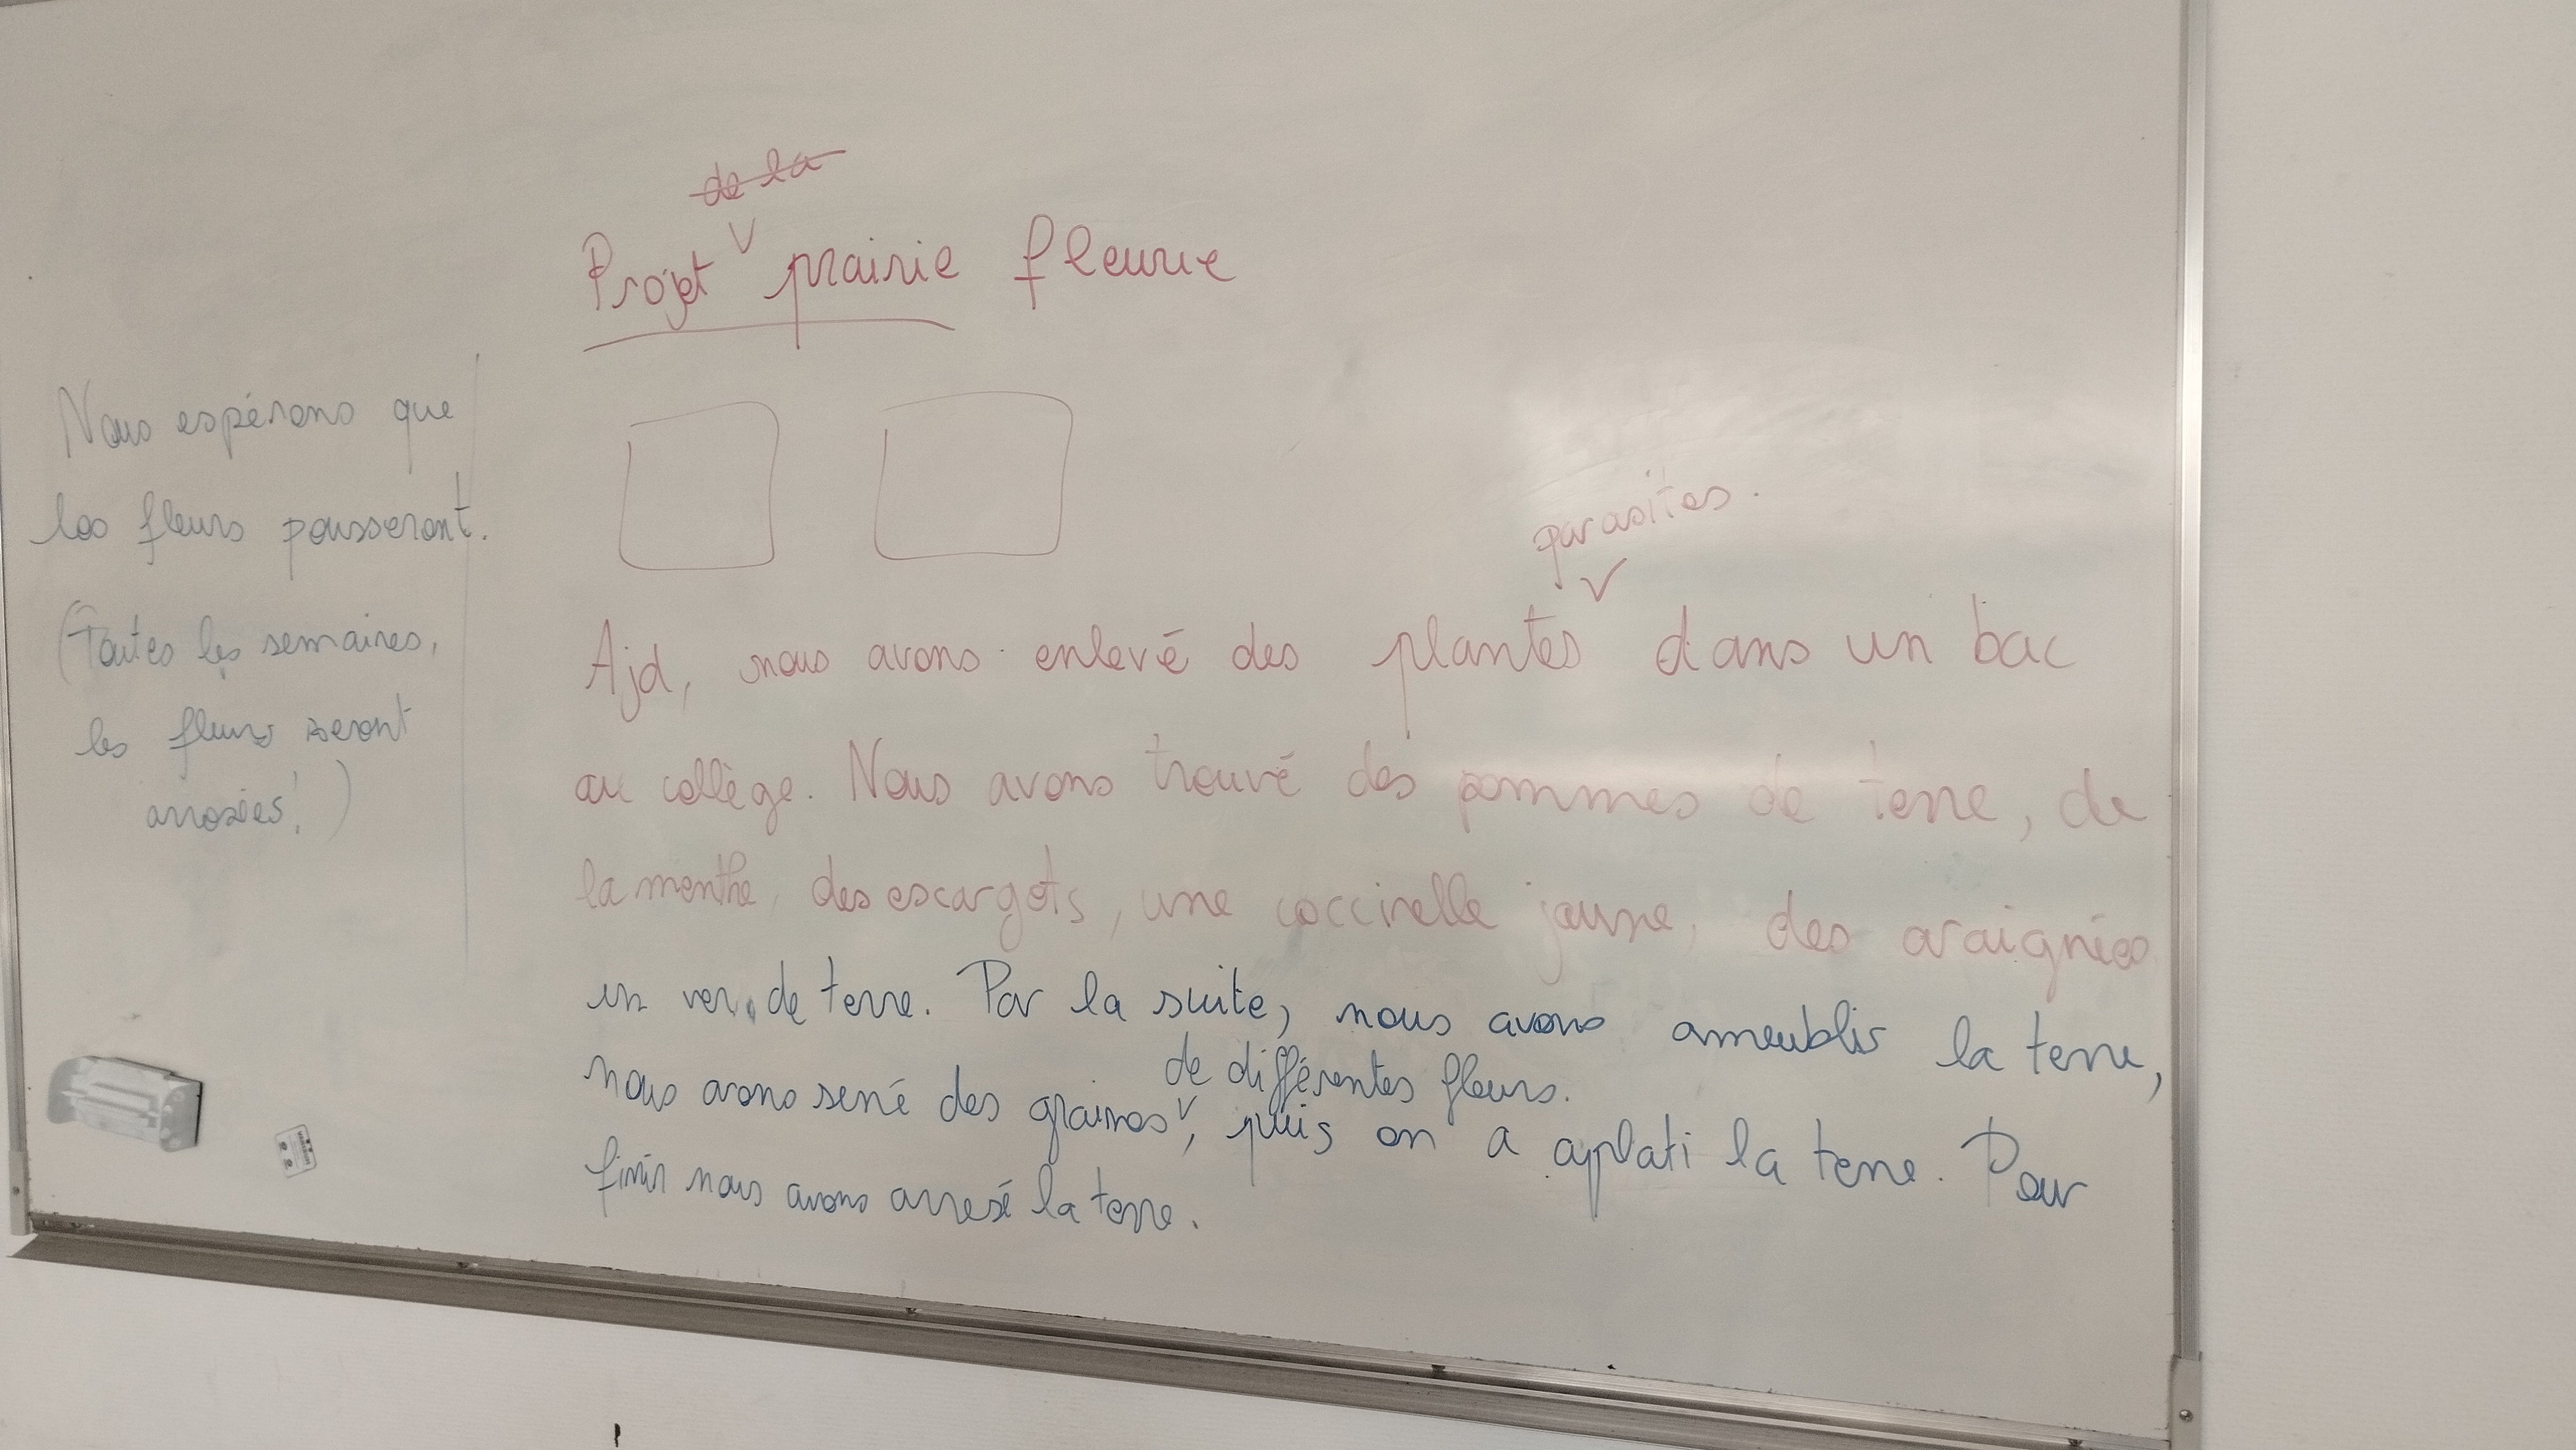 de la
Projet prairie fleurie
parasites.
Ajd, nous avons enlevé des plantes dans un bac
au collège. Nous avons trouvé des pommes de terre, de
la menthe, des escargots, une coccinelle jaune, des araignées
un ver de terre. Par la suite, nous avons ameublir la terre,
de différentes fleurs.
nous avons semé des graines, puis on a aplati la terre. Pour
finir nous avons arrosé la terre.
Nous espérons que
les fleurs pousseront.
(Toutes les semaines,
les fleurs seront
arrosées!)